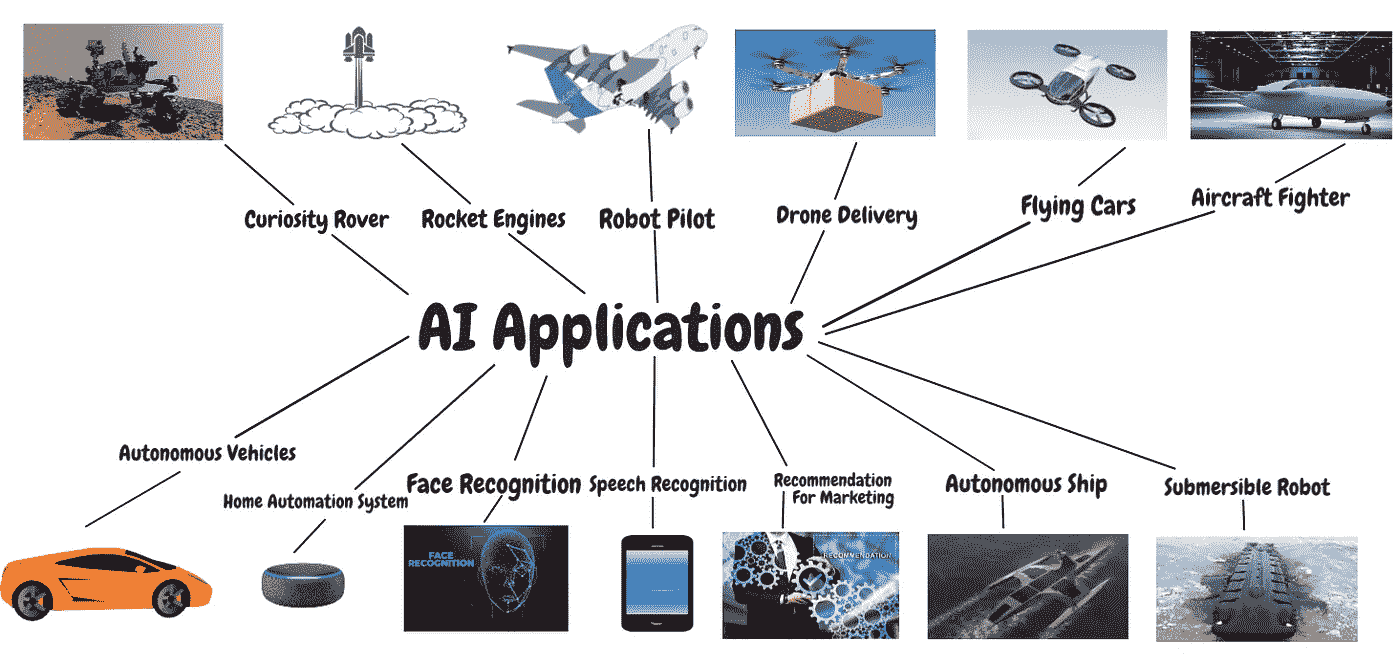 Curiosity Rover
Rocket Engines
Robot Pilot
Drone Delivery
Flying Cars
Aircraft Fighter
AI Applications
Autonomous Vehicles
Home Automation System
Face Recognition
Speech Recognition
Recommendation
For Marketing
Autonomous Ship
Submersible Robot
FACE
RECOGNITION
RECOMMENDATION